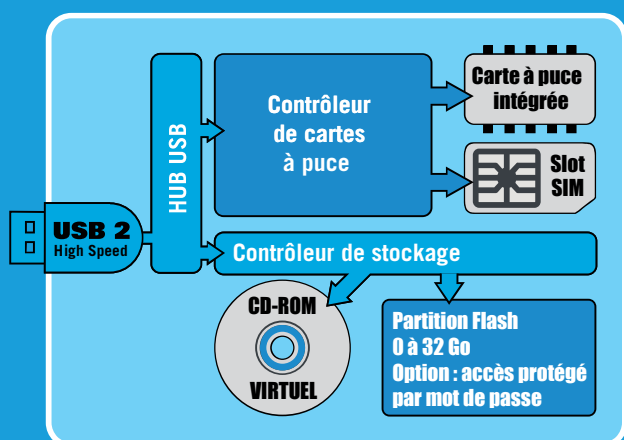 Contrôleur
de cartes
à puce
Carte à puce
intégrée
Slot
SIM
HUB USB
USB 2
High Speed
Contrôleur de stockage
CD-ROM
VIRTUEL
Partition Flash
0 à 32 Go
Option : accès protégé
par mot de passe